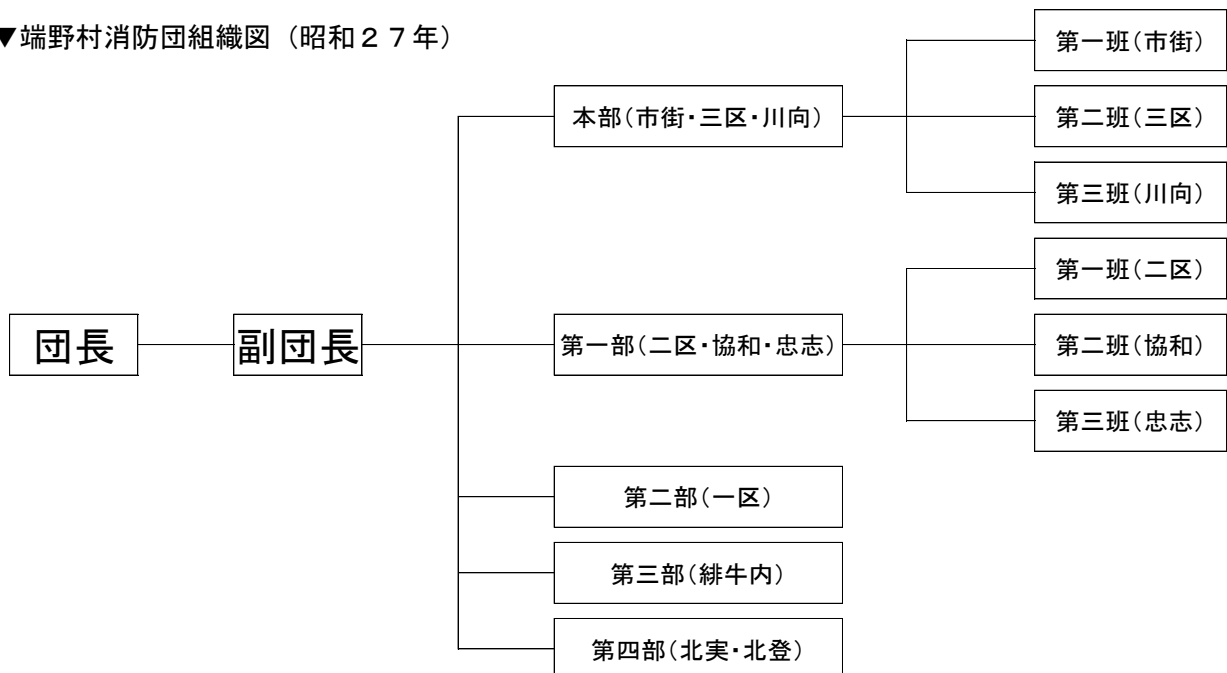 ▼端野村消防団組織図（昭和２７年）
団長
副団長
本部（市街・三区・川向）
第一班（市街）
第二班（三区）
第三班（川向）
第一部（二区・協和・忠志）
第一班（二区）
第二班（協和）
第三班（忠志）
第二部（一区）
第三部（緋牛内）
第四部（北実・北登）